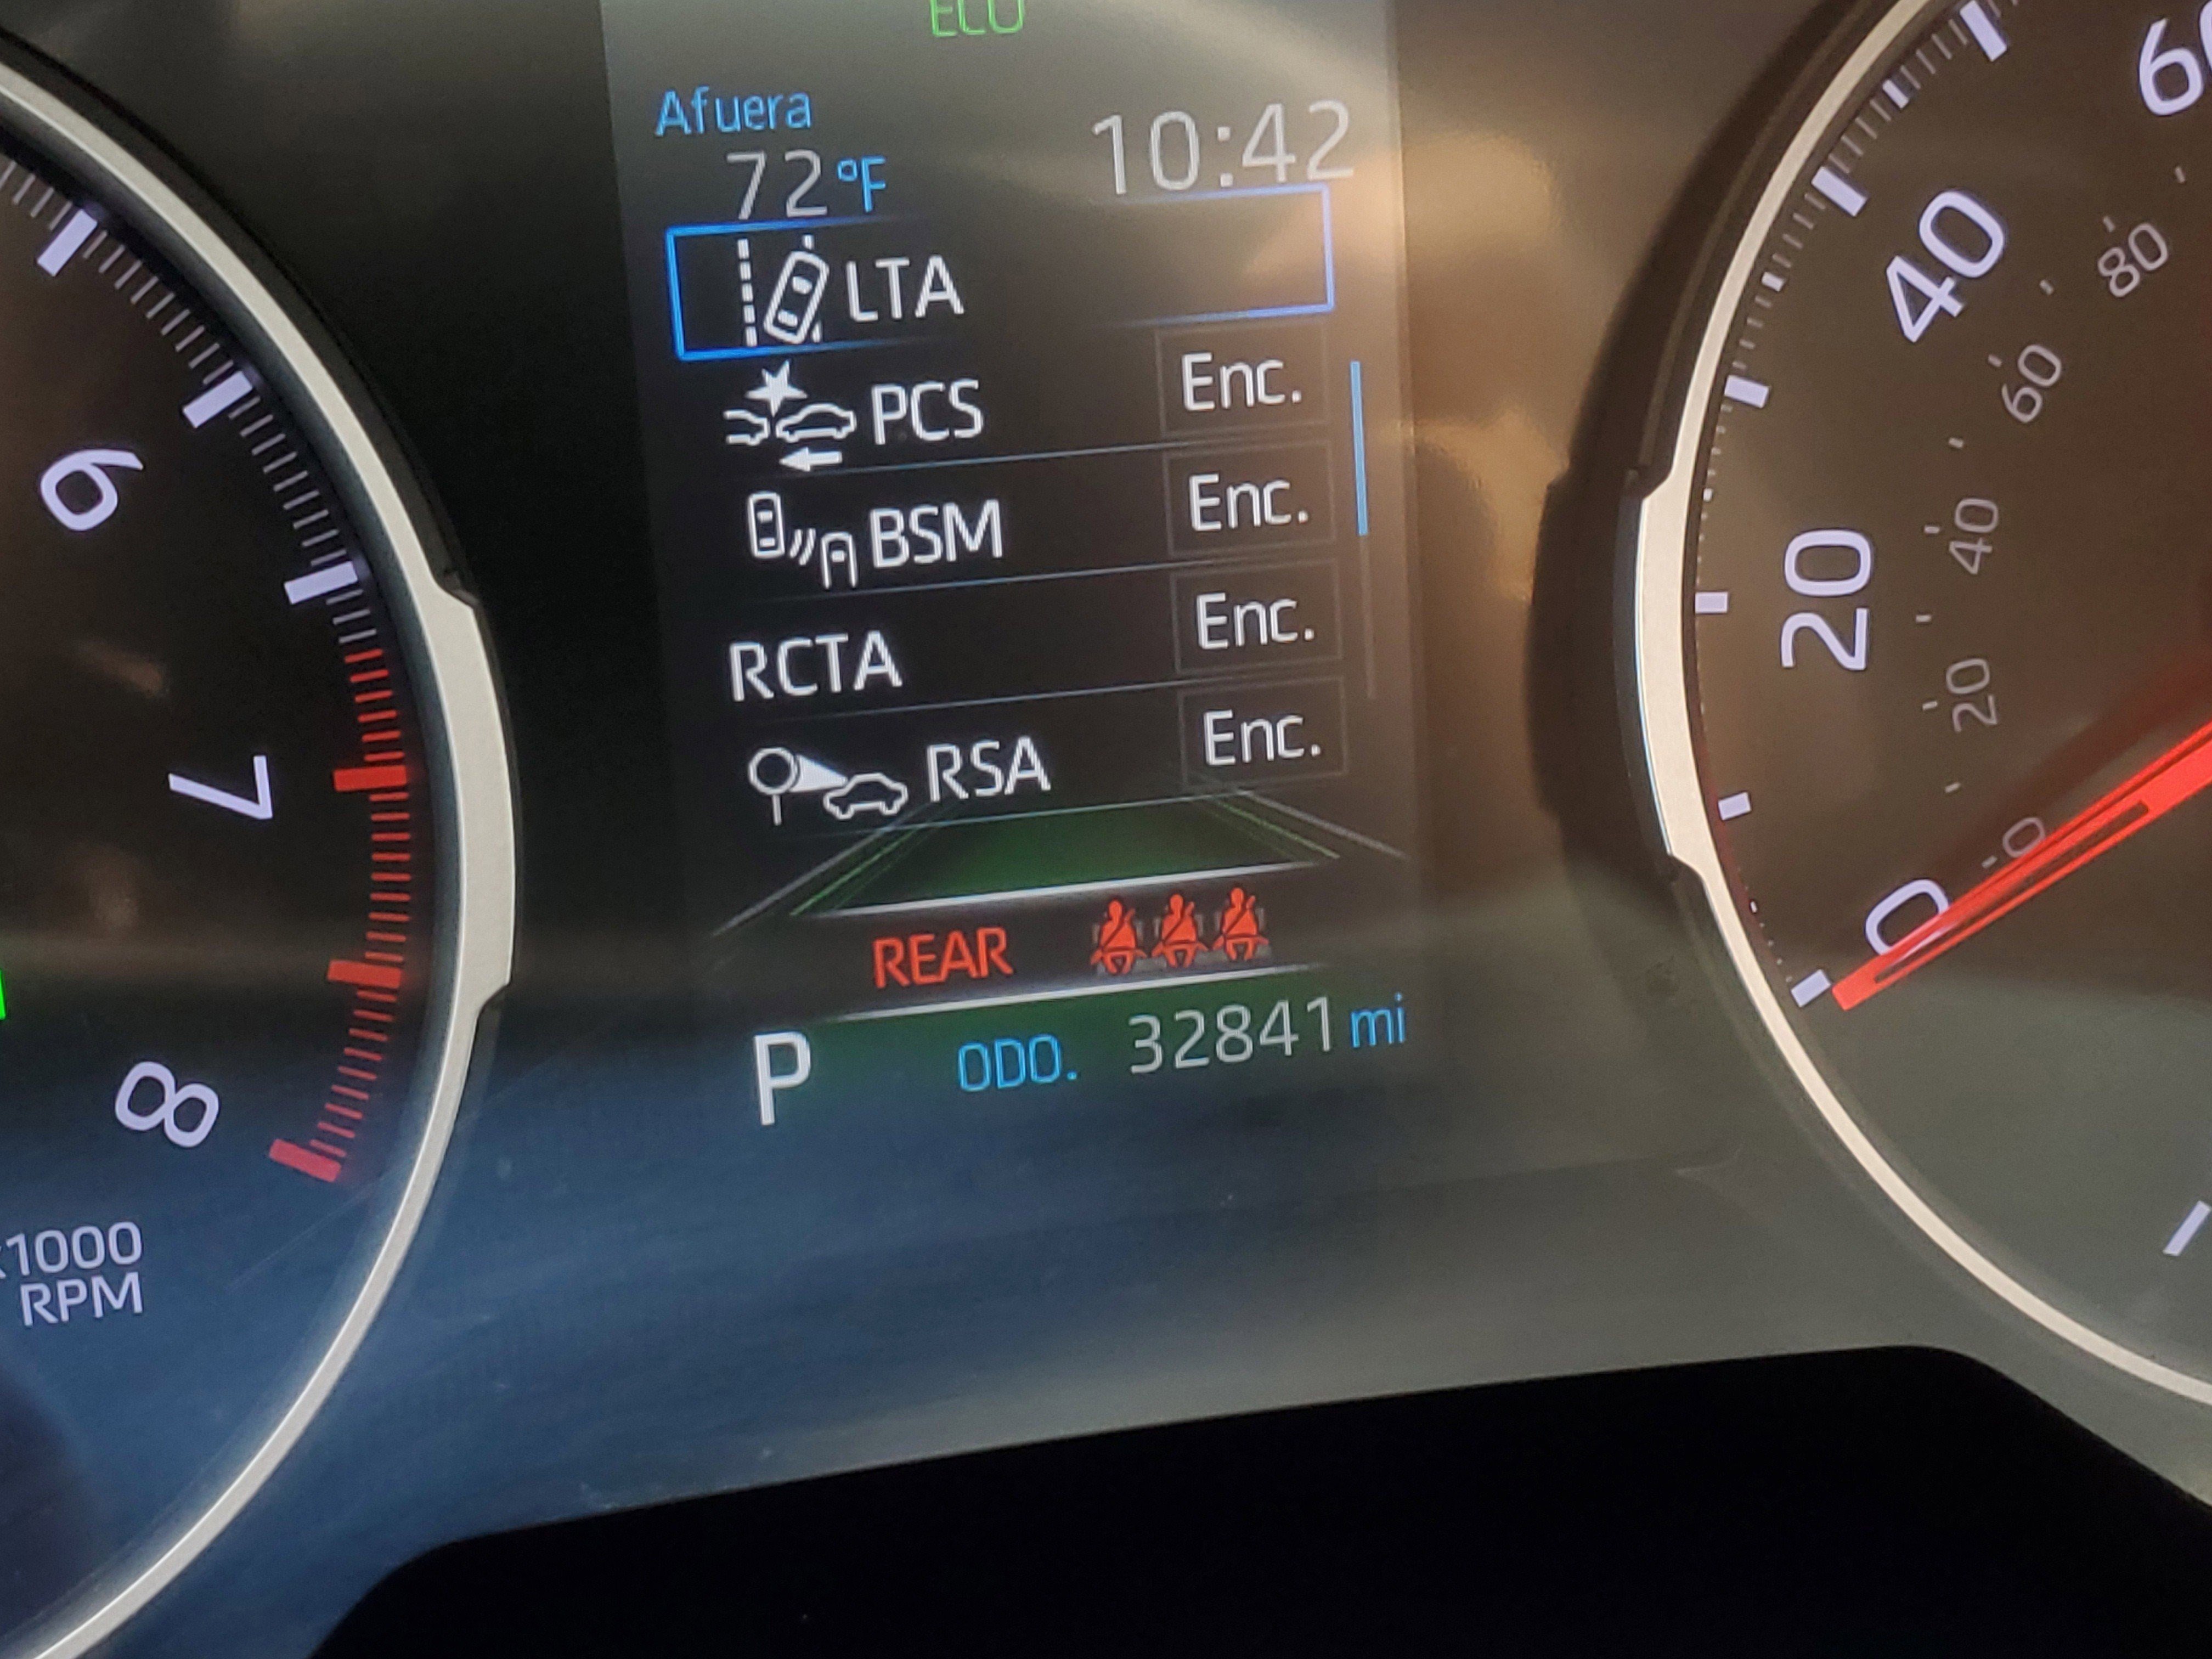 ECO
Afuera
72 °F 10:42
LTA
PCS Enc.
BSM Enc.
RCTA Enc.
RSA Enc.
REAR
P ODO. 32841 mi
6
7
8
x1000
RPM
60
40
20
0
80
60
40
20
0